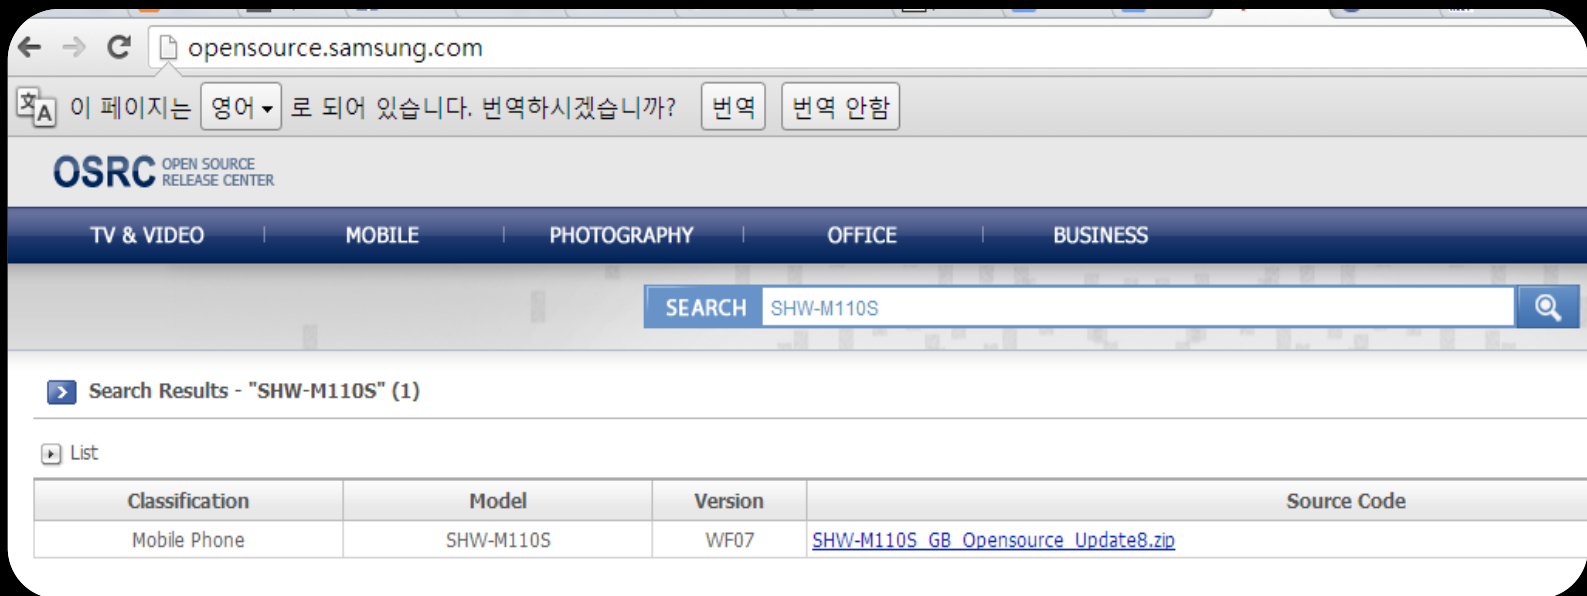 opensource.samsung.com
이 페이지는 영어 로 되어 있습니다. 번역하시겠습니까? 번역 번역 안함
OSRC OPEN SOURCE
RELEASE CENTER
TV & VIDEO MOBILE PHOTOGRAPHY OFFICE BUSINESS
SEARCH SHW-M110S
Search Results - "SHW-M110S" (1)
List
Classification Model Version Source Code
Mobile Phone SHW-M110S WF07 SHW-M110S_GB_Opensource_Update8.zip